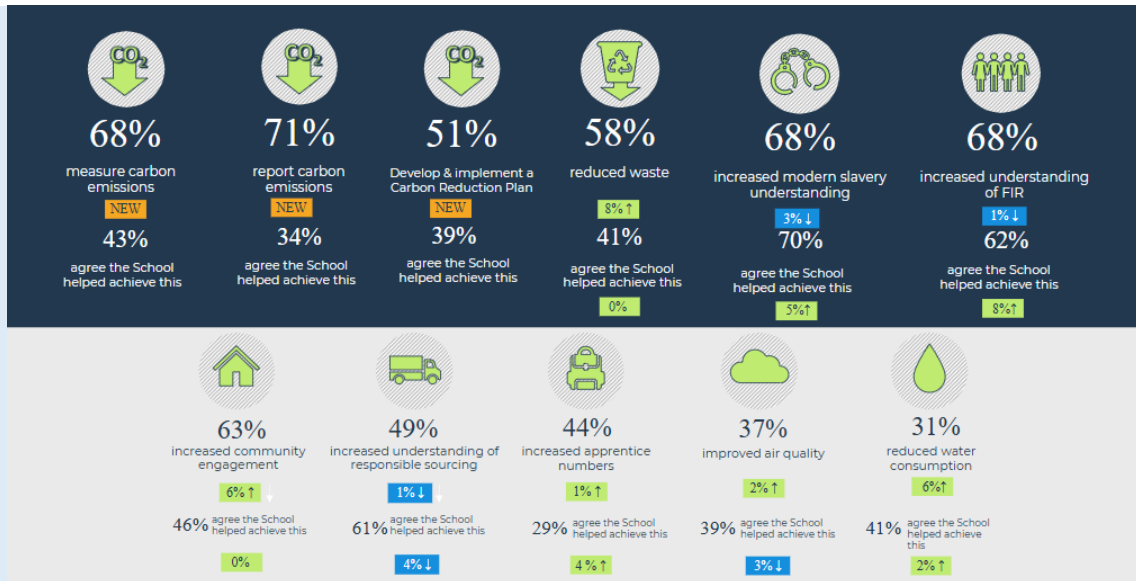 CO2
CO2
CO2
68%
71%
51%
58%
68%
68%
measure carbon
emissions
NEW
report carbon
emissions
NEW
Develop & implement a
Carbon Reduction Plan
NEW
reduced waste
8% ↑
increased modern slavery
understanding
3% ↓
increased understanding
of FIR
1% ↓
43%
agree the School
helped achieve this
34%
agree the School
helped achieve this
39%
agree the School
helped achieve this
41%
agree the School
helped achieve this
0%
70%
agree the School
helped achieve this
5%↑
62%
agree the School
helped achieve this
8%↑
63%
increased community
engagement
6% ↑ ↓
46% agree the School
helped achieve this
0%
49%
increased understanding of
responsible sourcing
1% ↓ ↓
61% agree the School
helped achieve this
4% ↓
44%
increased apprentice
numbers
1% ↑
29% agree the School
helped achieve this
4% ↑
37%
improved air quality
2% ↑
39% agree the School
helped achieve this
3% ↓
31%
reduced water
consumption
6%↑
41% agree the School
helped achieve
this
2% ↑